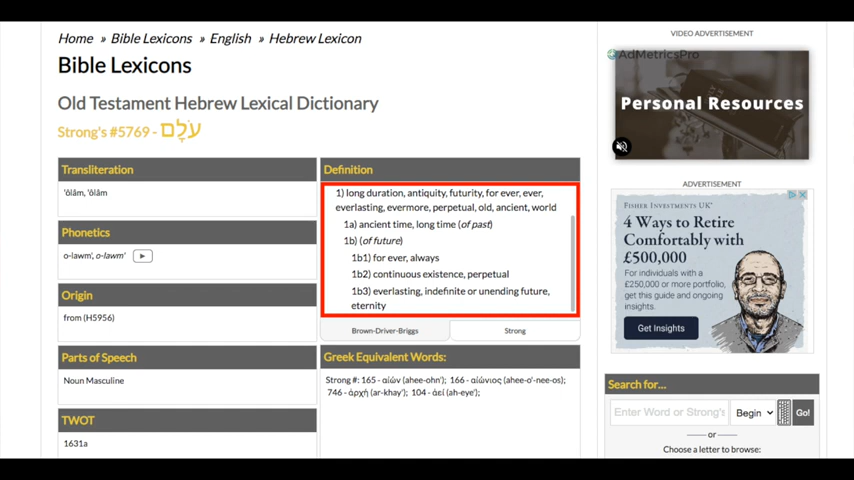 Home » Bible Lexicons » English » Hebrew Lexicon
Bible Lexicons
Old Testament Hebrew Lexical Dictionary
Strong's #5769 - עֹלָם
Transliteration
'ôlâm, 'ôlâm
Phonetics
o-lawm', o-lawm'
Origin
from (H5956)
Parts of Speech
Noun Masculine
TWOT
1631a
Definition
1) long duration, antiquity, futurity, for ever, ever,
everlasting, evermore, perpetual, old, ancient, world
1a) ancient time, long time (of past)
1b) (of future)
1b1) for ever, always
1b2) continuous existence, perpetual
1b3) everlasting, indefinite or unending future,
eternity
Brown-Driver-Briggs
Strong
Greek Equivalent Words:
Strong #: 165 - αίών (ahee-ohn'); 166 - αίώνιος (ahee-o'-nee-os);
746 - άρχή (ar-khay'); 104 - άεί (ah-eye');
VIDEO ADVERTISEMENT
AdMetricsPro
Personal Resources
ADVERTISEMENT
FISHER INVESTMENTS UK®
4 Ways to Retire
Comfortably with
£500,000
For individuals with a
£250,000 or more portfolio,
get this guide and ongoing
insights.
Get Insights
Search for...
Enter Word or Strong's
Begin
Go!
or
Choose a letter to browse: